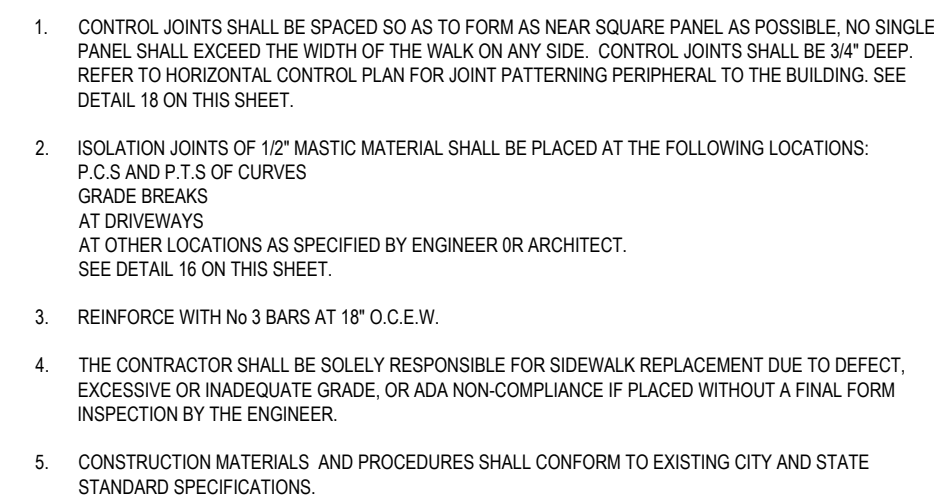 1. CONTROL JOINTS SHALL BE SPACED SO AS TO FORM AS NEAR SQUARE PANEL AS POSSIBLE, NO SINGLE
PANEL SHALL EXCEED THE WIDTH OF THE WALK ON ANY SIDE. CONTROL JOINTS SHALL BE 3/4" DEEP.
REFER TO HORIZONTAL CONTROL PLAN FOR JOINT PATTERNING PERIPHERAL TO THE BUILDING. SEE
DETAIL 18 ON THIS SHEET.
2. ISOLATION JOINTS OF 1/2" MASTIC MATERIAL SHALL BE PLACED AT THE FOLLOWING LOCATIONS:
P.C.S AND P.T.S OF CURVES
GRADE BREAKS
AT DRIVEWAYS
AT OTHER LOCATIONS AS SPECIFIED BY ENGINEER 0R ARCHITECT.
SEE DETAIL 16 ON THIS SHEET.
3. REINFORCE WITH No 3 BARS AT 18" O.C.E.W.
4. THE CONTRACTOR SHALL BE SOLELY RESPONSIBLE FOR SIDEWALK REPLACEMENT DUE TO DEFECT,
EXCESSIVE OR INADEQUATE GRADE, OR ADA NON-COMPLIANCE IF PLACED WITHOUT A FINAL FORM
INSPECTION BY THE ENGINEER.
5. CONSTRUCTION MATERIALS AND PROCEDURES SHALL CONFORM TO EXISTING CITY AND STATE
STANDARD SPECIFICATIONS.